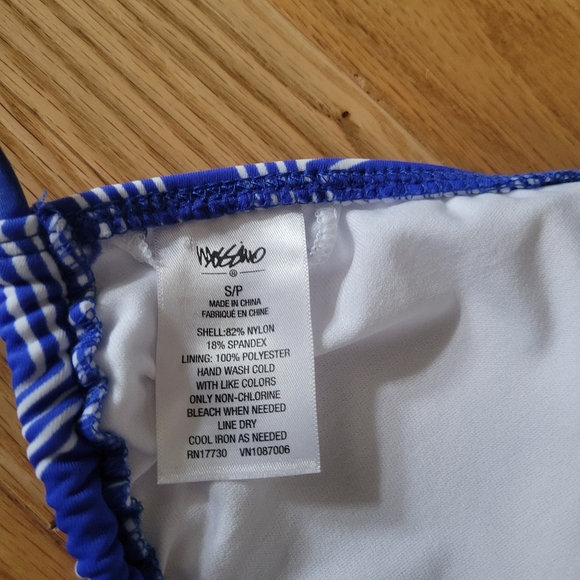 mossimo
®
S/P
MADE IN CHINA
FABRIQUÉ EN CHINE
SHELL:82% NYLON
18% SPANDEX
LINING: 100% POLYESTER
HAND WASH COLD
WITH LIKE COLORS
ONLY NON-CHLORINE
BLEACH WHEN NEEDED
LINE DRY
COOL IRON AS NEEDED
RN17730 VN1087006